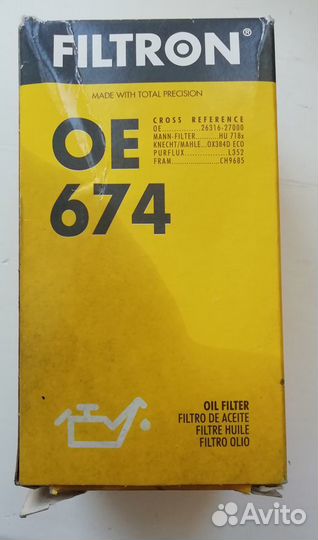 FILTRON®
MADE WITH TOTAL PRECISION
OE
674
CROSS REFERENCE
OE................26316-27000
MANN-FILTER..........HU 718x
KNECHT/MAHLE...OX384D ECO
PURFLUX.................L352
FRAM..................CH9685
OIL FILTER
FILTRO DE ACEITE
FILTRE HUILE
FILTRO OLIO
Avito